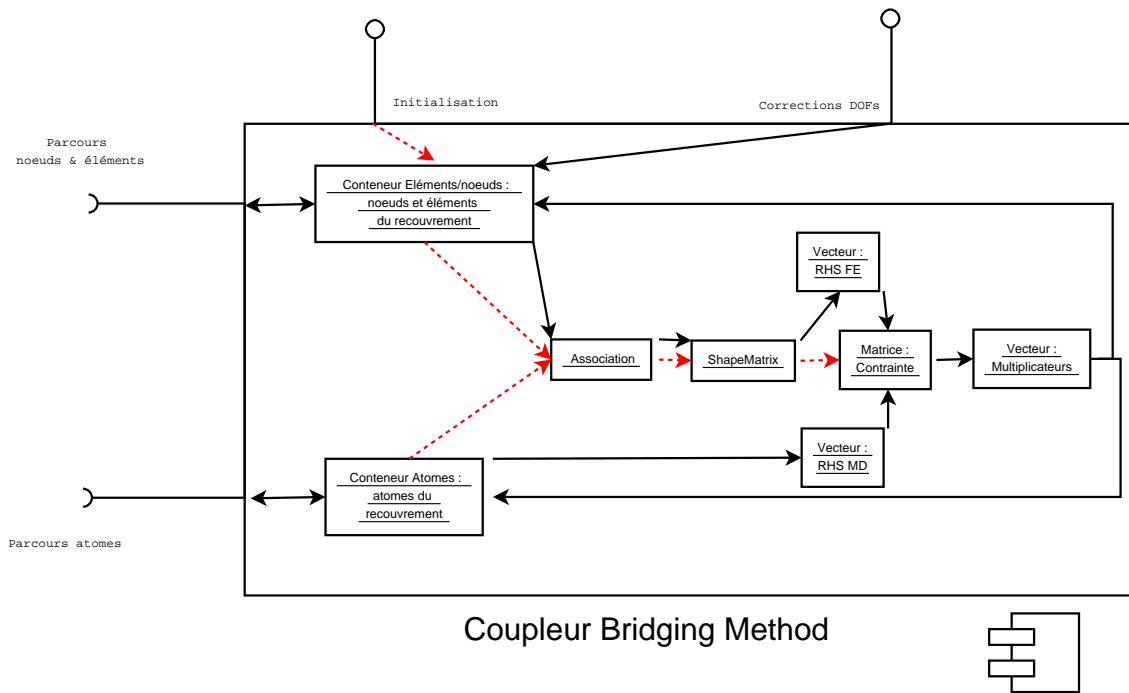 Initialisation
Corrections DOFs
Parcours
noeuds & éléments
Conteneur Eléments/noeuds :
noeuds et éléments
du recouvrement
Vecteur :
RHS FE
Association
ShapeMatrix
Matrice :
Contrainte
Vecteur :
Multiplicateurs
Vecteur :
RHS MD
Conteneur Atomes :
atomes du
recouvrement
Parcours atomes
Coupleur Bridging Method